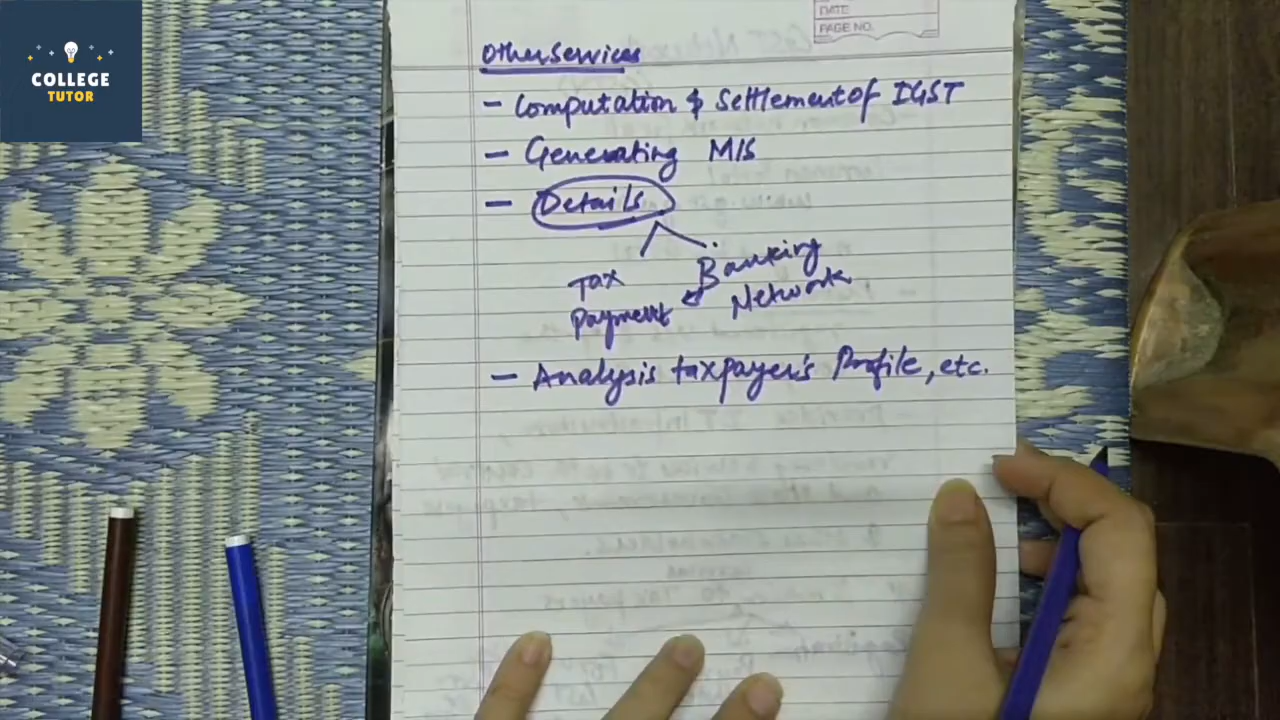 COLLEGE
TUTOR
DATE
PAGE NO.
Other Services
- Computation & Settlement of IGST
- Generating MIS
- Details
Tax
Payment
Banking
Network
- Analysis taxpayer's Profile, etc.